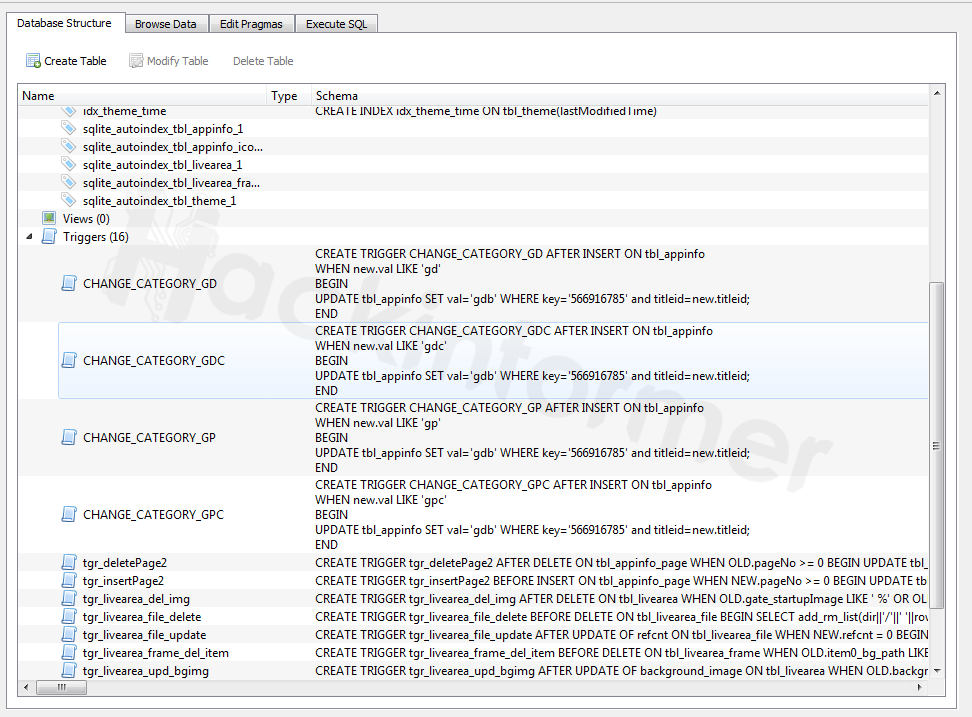 Database Structure Browse Data Edit Pragmas Execute SQL
Create Table Modify Table Delete Table
Name Type Schema
idx_theme_time CREATE INDEX idx_theme_time ON tbl_theme(lastModifiedTime)
sqlite_autoindex_tbl_appinfo_1
sqlite_autoindex_tbl_appinfo_ico...
sqlite_autoindex_tbl_livearea_1
sqlite_autoindex_tbl_livearea_fra...
sqlite_autoindex_tbl_theme_1
Views (0)
Triggers (16)
CHANGE_CATEGORY_GD
CREATE TRIGGER CHANGE_CATEGORY_GD AFTER INSERT ON tbl_appinfo
WHEN new.val LIKE 'gd'
BEGIN
UPDATE tbl_appinfo SET val='gdb' WHERE key='566916785' and titleid=new.titleid;
END
CHANGE_CATEGORY_GDC
CREATE TRIGGER CHANGE_CATEGORY_GDC AFTER INSERT ON tbl_appinfo
WHEN new.val LIKE 'gdc'
BEGIN
UPDATE tbl_appinfo SET val='gdb' WHERE key='566916785' and titleid=new.titleid;
END
CHANGE_CATEGORY_GP
CREATE TRIGGER CHANGE_CATEGORY_GP AFTER INSERT ON tbl_appinfo
WHEN new.val LIKE 'gp'
BEGIN
UPDATE tbl_appinfo SET val='gdb' WHERE key='566916785' and titleid=new.titleid;
END
CHANGE_CATEGORY_GPC
CREATE TRIGGER CHANGE_CATEGORY_GPC AFTER INSERT ON tbl_appinfo
WHEN new.val LIKE 'gpc'
BEGIN
UPDATE tbl_appinfo SET val='gdb' WHERE key='566916785' and titleid=new.titleid;
END
tgr_deletePage2 CREATE TRIGGER tgr_deletePage2 AFTER DELETE ON tbl_appinfo_page WHEN OLD.pageNo >= 0 BEGIN UPDATE tbl_
tgr_insertPage2 CREATE TRIGGER tgr_insertPage2 BEFORE INSERT ON tbl_appinfo_page WHEN NEW.pageNo >= 0 BEGIN UPDATE tb
tgr_livearea_del_img CREATE TRIGGER tgr_livearea_del_img AFTER DELETE ON tbl_livearea WHEN OLD.gate_startupImage LIKE ' %' OR OL
tgr_livearea_file_delete CREATE TRIGGER tgr_livearea_file_delete BEFORE DELETE ON tbl_livearea_file BEGIN SELECT add_rm_list(dir||'/'||' '||row
tgr_livearea_file_update CREATE TRIGGER tgr_livearea_file_update AFTER UPDATE OF refcnt ON tbl_livearea_file WHEN NEW.refcnt = 0 BEGIN
tgr_livearea_frame_del_item CREATE TRIGGER tgr_livearea_frame_del_item BEFORE DELETE ON tbl_livearea_frame WHEN OLD.item0_bg_path LIKE
tgr_livearea_upd_bgimg CREATE TRIGGER tgr_livearea_upd_bgimg AFTER UPDATE OF background_image ON tbl_livearea WHEN OLD.backgr
Hackinformer